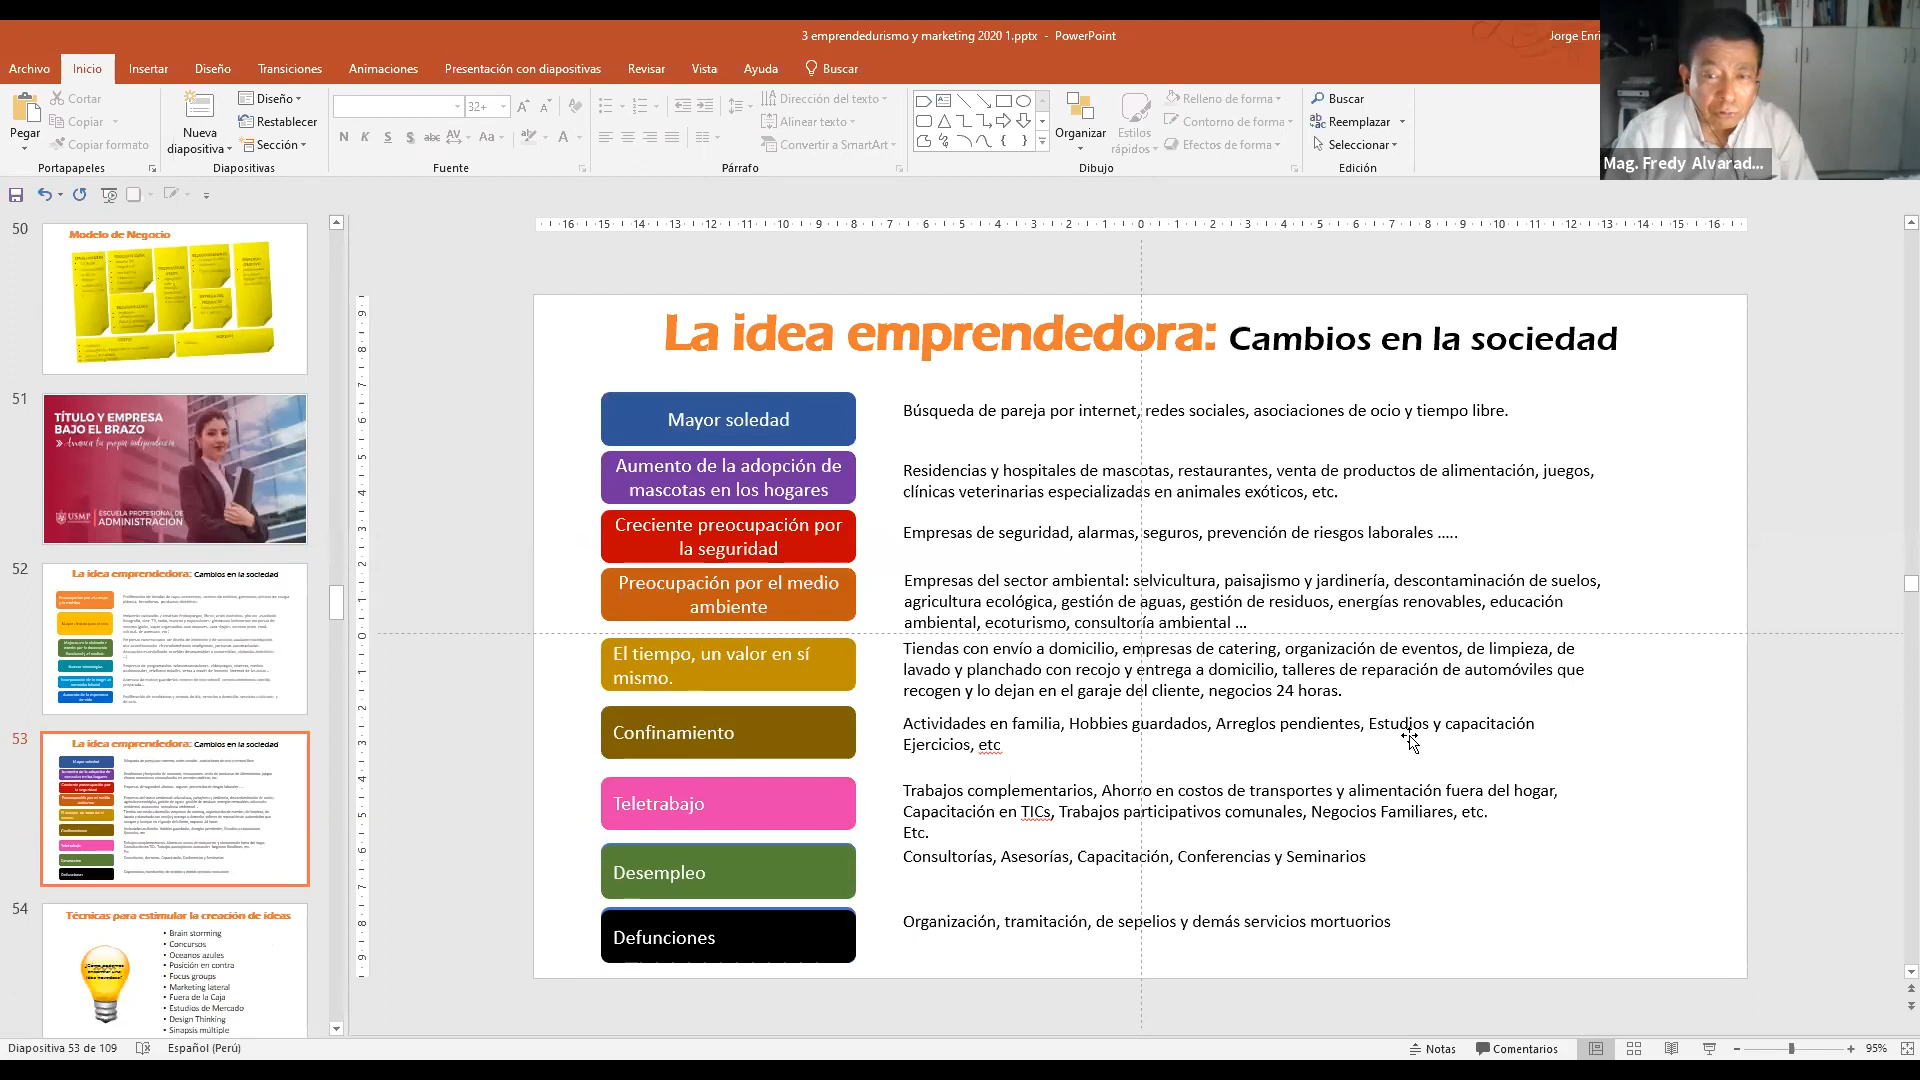 3 emprendedurismo y marketing 2020 1.pptx - PowerPoint
Jorge Enri
Archivo Inicio Insertar Diseño Transiciones Animaciones Presentación con diapositivas Revisar Vista Ayuda Buscar
Pegar
Cortar
Copiar
Copiar formato
Portapapeles
Nueva
diapositiva
Diseño
Restablecer
Sección
Diapositivas
32+
N K S S abc AV Aa A
Fuente
Dirección del texto
Alinear texto
Convertir a SmartArt
Párrafo
Organizar
Estilos
rápidos
Relleno de forma
Contorno de forma
Efectos de forma
Dibujo
Buscar
Reemplazar
Seleccionar
Edición
Mag. Fredy Alvarad...
50
Modelo de Negocio
51
TÍTULO Y EMPRESA
BAJO EL BRAZO
Avanza tu propia independencia
USMP
ESCUELA PROFESIONAL DE
ADMINISTRACIÓN
52
La idea emprendedora: Cambios en la sociedad
53
La idea emprendedora: Cambios en la sociedad
54
Técnicas para estimular la creación de ideas
• Brain storming
• Concursos
• Oceanos azules
• Posición en contra
• Focus groups
• Marketing lateral
• Fuera de la Caja
• Estudios de Mercado
• Design Thinking
• Sinapsis múltiple
La idea emprendedora: Cambios en la sociedad
Mayor soledad
Búsqueda de pareja por internet, redes sociales, asociaciones de ocio y tiempo libre.
Aumento de la adopción de
mascotas en los hogares
Residencias y hospitales de mascotas, restaurantes, venta de productos de alimentación, juegos,
clínicas veterinarias especializadas en animales exóticos, etc.
Creciente preocupación por
la seguridad
Empresas de seguridad, alarmas, seguros, prevención de riesgos laborales .....
Preocupación por el medio
ambiente
Empresas del sector ambiental: selvicultura, paisajismo y jardinería, descontaminación de suelos,
agricultura ecológica, gestión de aguas, gestión de residuos, energías renovables, educación
ambiental, ecoturismo, consultoría ambiental ...
El tiempo, un valor en sí
mismo.
Tiendas con envío a domicilio, empresas de catering, organización de eventos, de limpieza, de
lavado y planchado con recojo y entrega a domicilio, talleres de reparación de automóviles que
recogen y lo dejan en el garaje del cliente, negocios 24 horas.
Confinamiento
Actividades en familia, Hobbies guardados, Arreglos pendientes, Estudios y capacitación
Ejercicios, etc
Teletrabajo
Trabajos complementarios, Ahorro en costos de transportes y alimentación fuera del hogar,
Capacitación en TICs, Trabajos participativos comunales, Negocios Familiares, etc.
Etc.
Desempleo
Consultorías, Asesorías, Capacitación, Conferencias y Seminarios
Defunciones
Organización, tramitación, de sepelios y demás servicios mortuorios
Diapositiva 53 de 109 Español (Perú) Notas Comentarios 95%